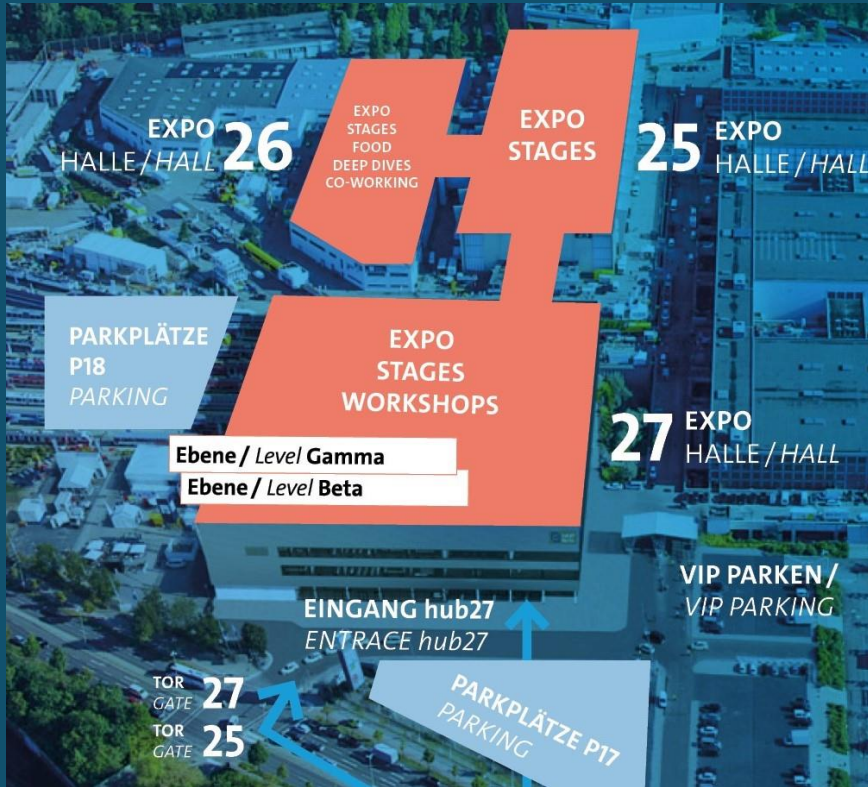 EXPO
STAGES
FOOD
DEEP DIVES
CO-WORKING
EXPO
STAGES
EXPO
HALLE / HALL 26
25 EXPO
HALLE / HALL
PARKPLÄTZE
P18
PARKING
EXPO
STAGES
WORKSHOPS
27 EXPO
HALLE / HALL
Ebene / Level Gamma
Ebene / Level Beta
VIP PARKEN /
VIP PARKING
EINGANG hub27
ENTRACE hub27
TOR
GATE 27
TOR
GATE 25
PARKPLÄTZE P17
PARKING